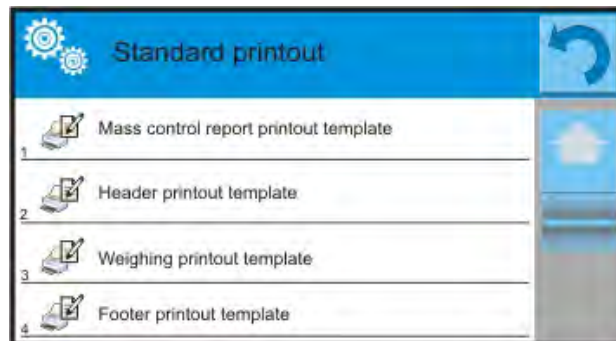 Standard printout
1 Mass control report printout template
2 Header printout template
3 Weighing printout template
4 Footer printout template